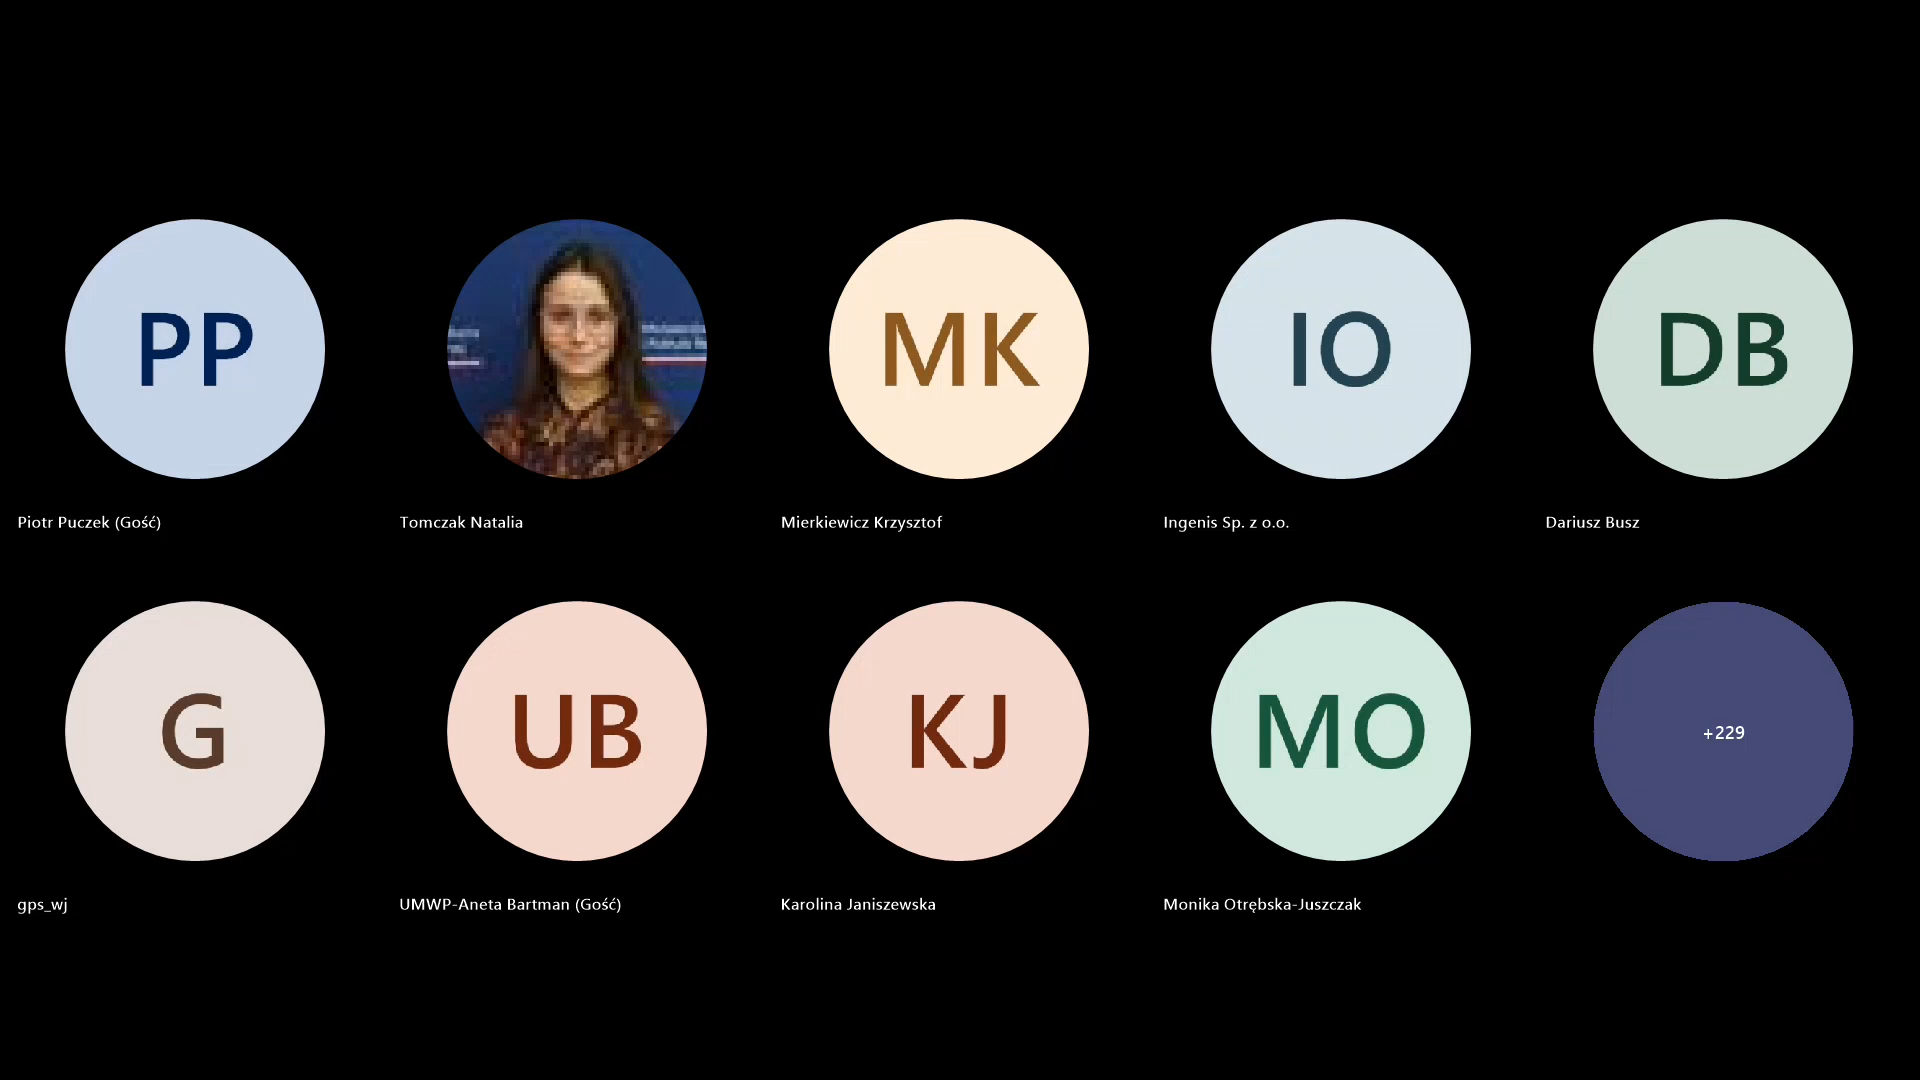 PP
MK
IO
DB
Piotr Puczek (Gość)
Tomczak Natalia
Mierkiewicz Krzysztof
Ingenis Sp. z o.o.
Dariusz Busz
G
UB
KJ
MO
+229
gps_wj
UMWP-Aneta Bartman (Gość)
Karolina Janiszewska
Monika Otrębska-Juszczak